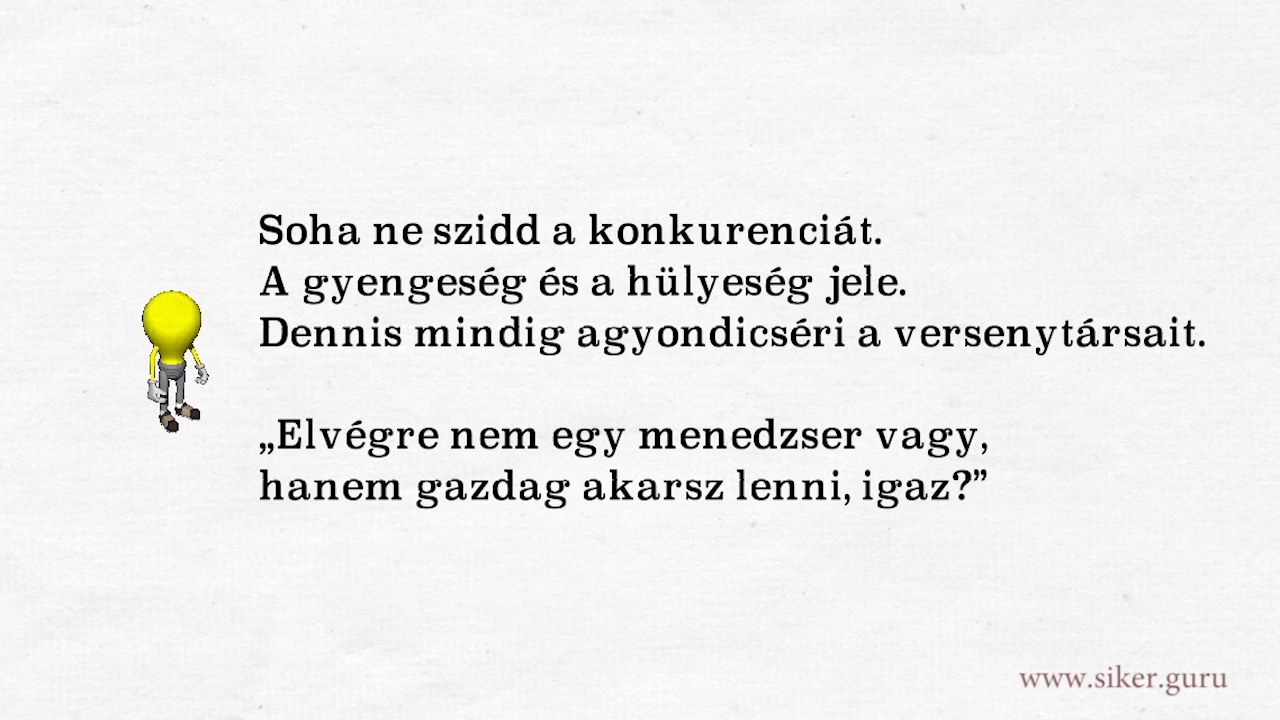 Soha ne szidd a konkurenciát.
A gyengeség és a hülyeség jele.
Dennis mindig agyondicséri a versenytársait.
„Elvégre nem egy menedzser vagy,
hanem gazdag akarsz lenni, igaz?”
www.siker.guru